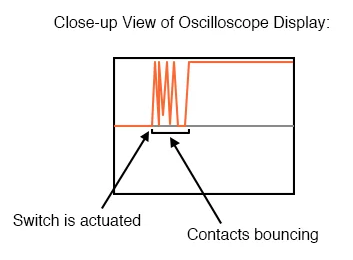 Close-up View of Oscilloscope Display:
Switch is actuated
Contacts bouncing